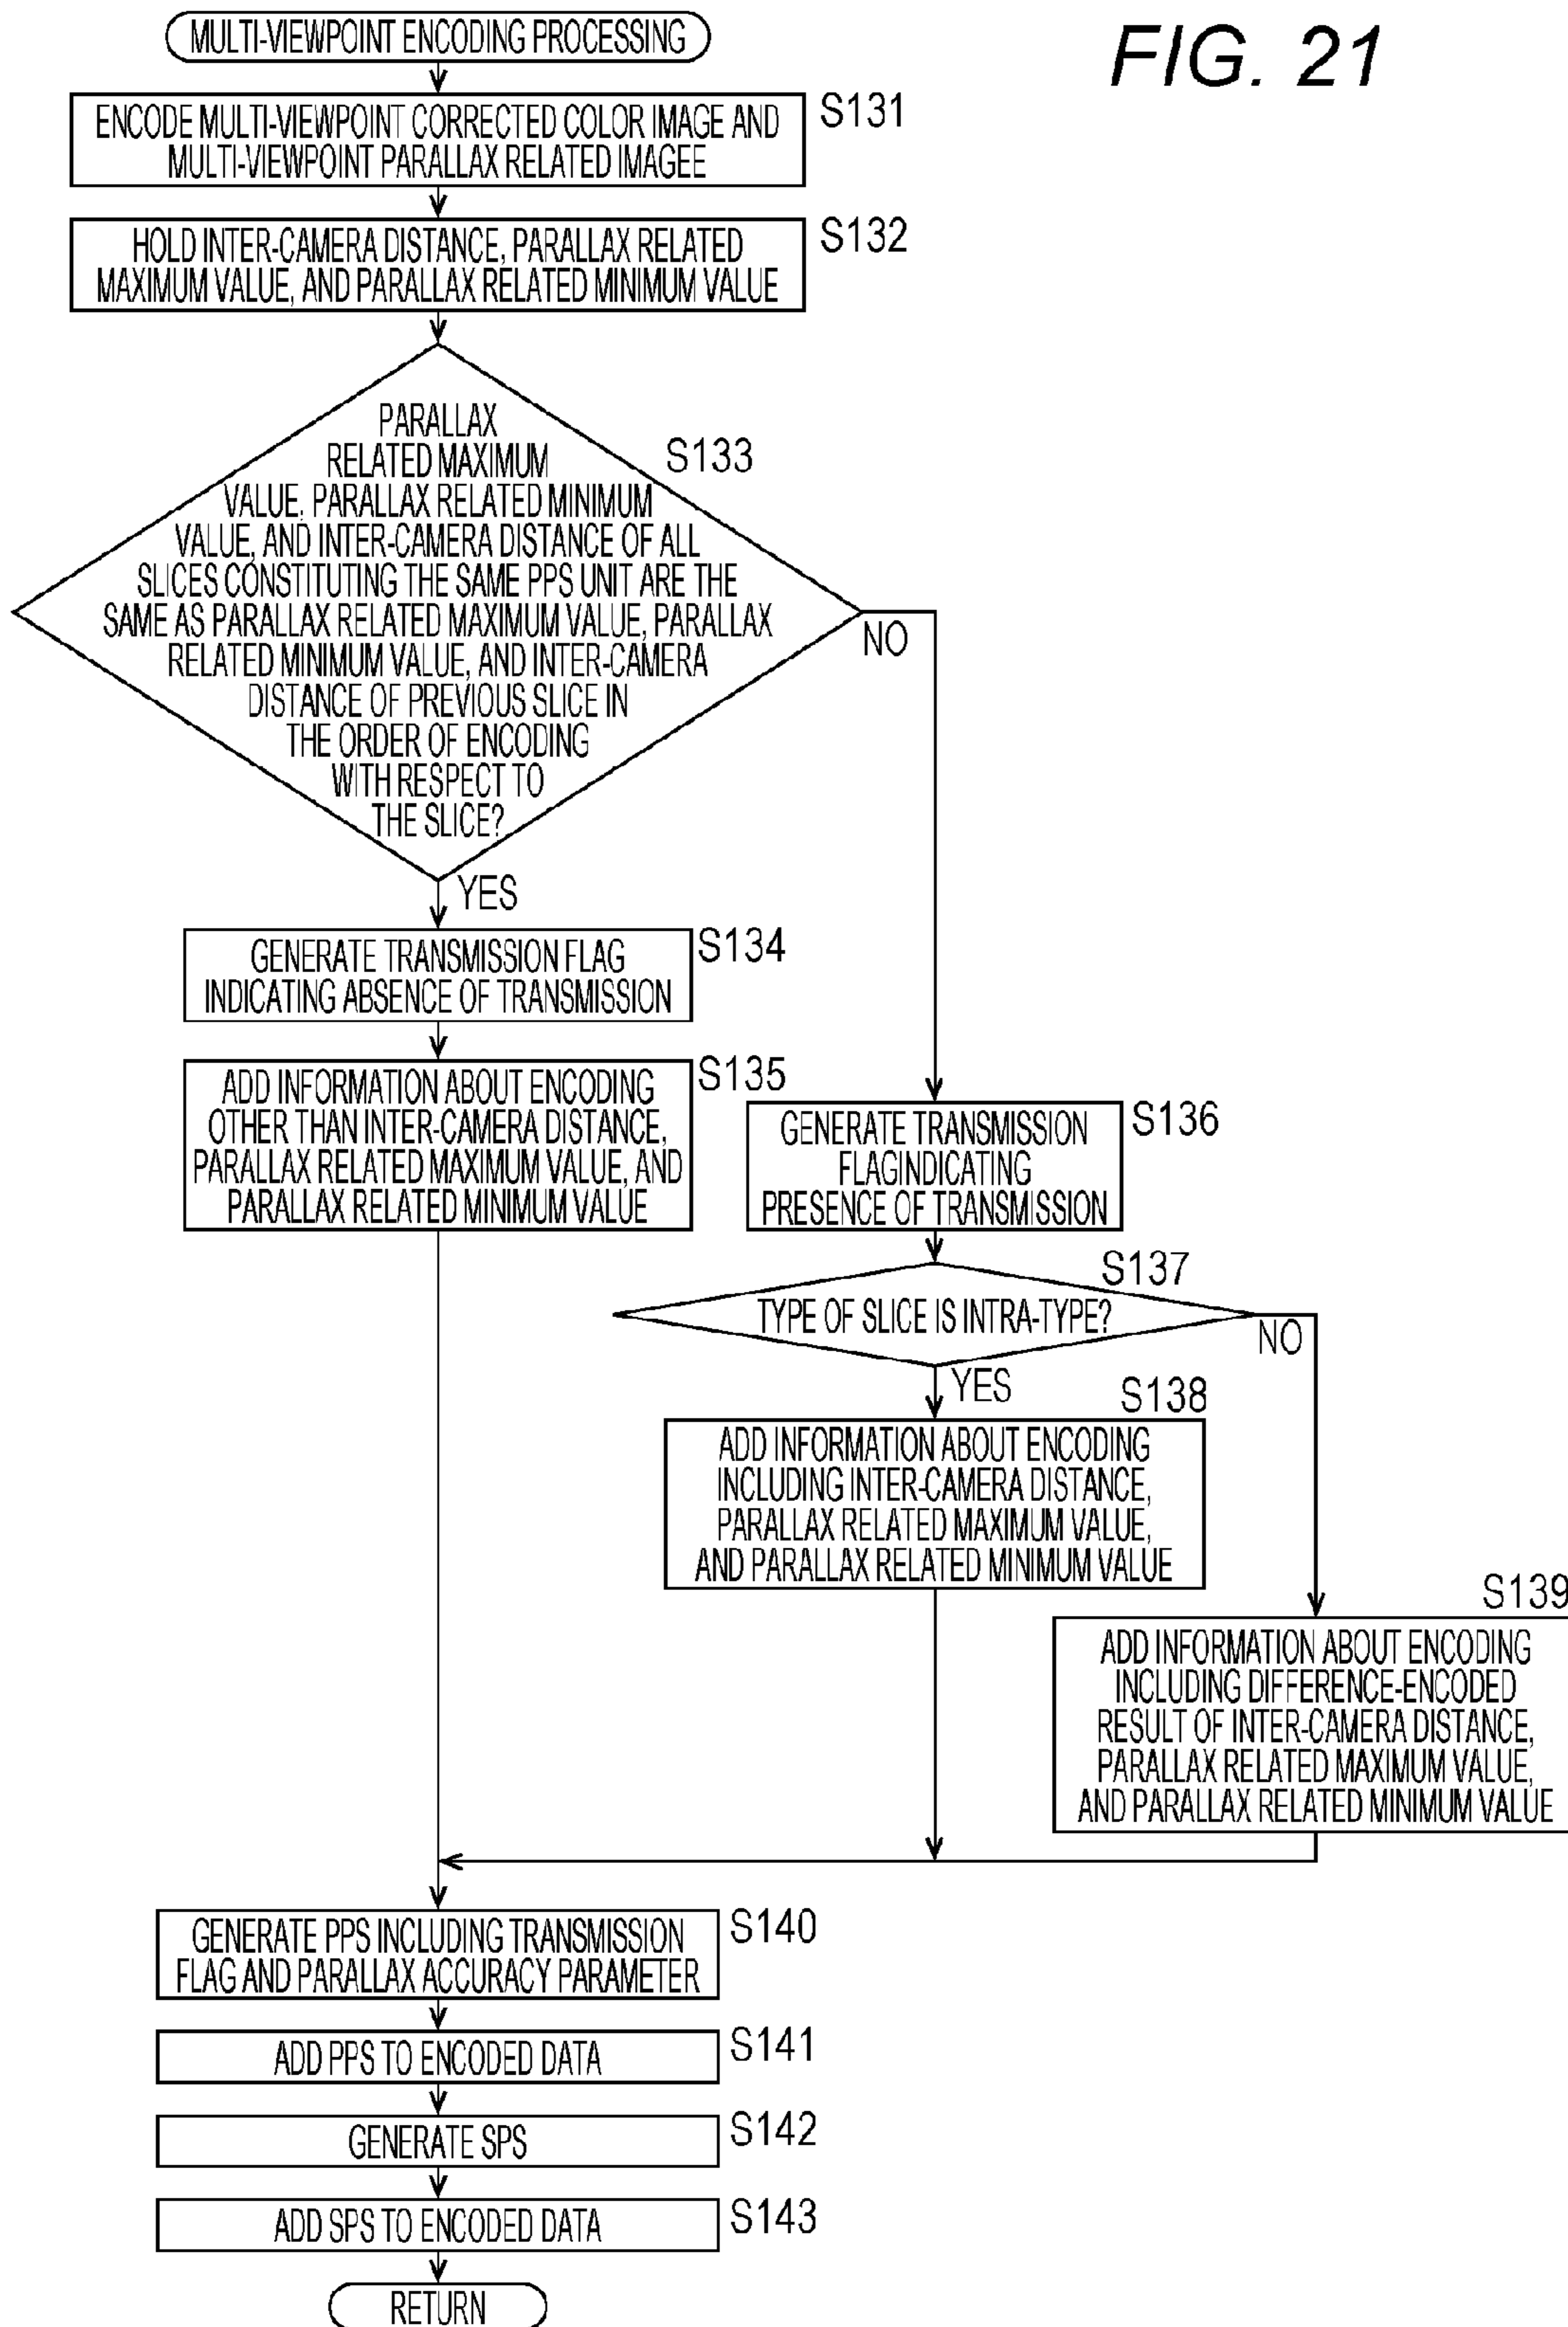 FIG. 21
MULTI-VIEWPOINT ENCODING PROCESSING
S131
ENCODE MULTI-VIEWPOINT CORRECTED COLOR IMAGE AND
MULTI-VIEWPOINT PARALLAX RELATED IMAGEE
S132
HOLD INTER-CAMERA DISTANCE, PARALLAX RELATED
MAXIMUM VALUE, AND PARALLAX RELATED MINIMUM VALUE
S133
PARALLAX
RELATED MAXIMUM
VALUE, PARALLAX RELATED MINIMUM
VALUE, AND INTER-CAMERA DISTANCE OF ALL
SLICES CONSTITUTING THE SAME PPS UNIT ARE THE
SAME AS PARALLAX RELATED MAXIMUM VALUE, PARALLAX
RELATED MINIMUM VALUE, AND INTER-CAMERA
DISTANCE OF PREVIOUS SLICE IN
THE ORDER OF ENCODING
WITH RESPECT TO
THE SLICE?
NO
YES
S134
GENERATE TRANSMISSION FLAG
INDICATING ABSENCE OF TRANSMISSION
S135
ADD INFORMATION ABOUT ENCODING
OTHER THAN INTER-CAMERA DISTANCE,
PARALLAX RELATED MAXIMUM VALUE, AND
PARALLAX RELATED MINIMUM VALUE
S136
GENERATE TRANSMISSION
FLAGINDICATING
PRESENCE OF TRANSMISSION
S137
TYPE OF SLICE IS INTRA-TYPE?
NO
YES
S138
ADD INFORMATION ABOUT ENCODING
INCLUDING INTER-CAMERA DISTANCE,
PARALLAX RELATED MAXIMUM VALUE,
AND PARALLAX RELATED MINIMUM VALUE
S139
ADD INFORMATION ABOUT ENCODING
INCLUDING DIFFERENCE-ENCODED
RESULT OF INTER-CAMERA DISTANCE,
PARALLAX RELATED MAXIMUM VALUE,
AND PARALLAX RELATED MINIMUM VALUE
S140
GENERATE PPS INCLUDING TRANSMISSION
FLAG AND PARALLAX ACCURACY PARAMETER
S141
ADD PPS TO ENCODED DATA
S142
GENERATE SPS
S143
ADD SPS TO ENCODED DATA
RETURN